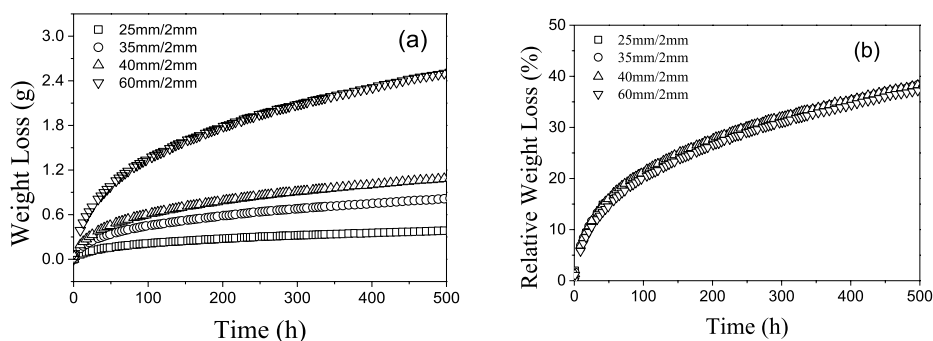 (a)
25mm/2mm
35mm/2mm
40mm/2mm
60mm/2mm
3.0
2.4
1.8
1.2
0.6
0.0
Weight Loss (g)
0 100 200 300 400 500
Time (h)
(b)
25mm/2mm
35mm/2mm
40mm/2mm
60mm/2mm
50
40
30
20
10
0
Relative Weight Loss (%)
0 100 200 300 400 500
Time (h)